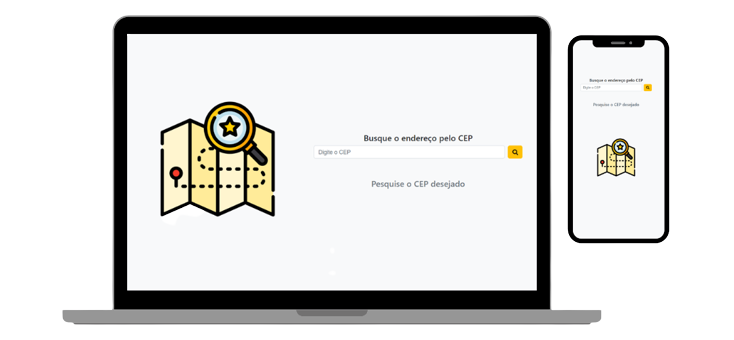 Busque o endereço pelo CEP
Digite o CEP
Pesquise o CEP desejado
Busque o endereço pelo CEP
Digite o CEP
Pesquise o CEP desejado